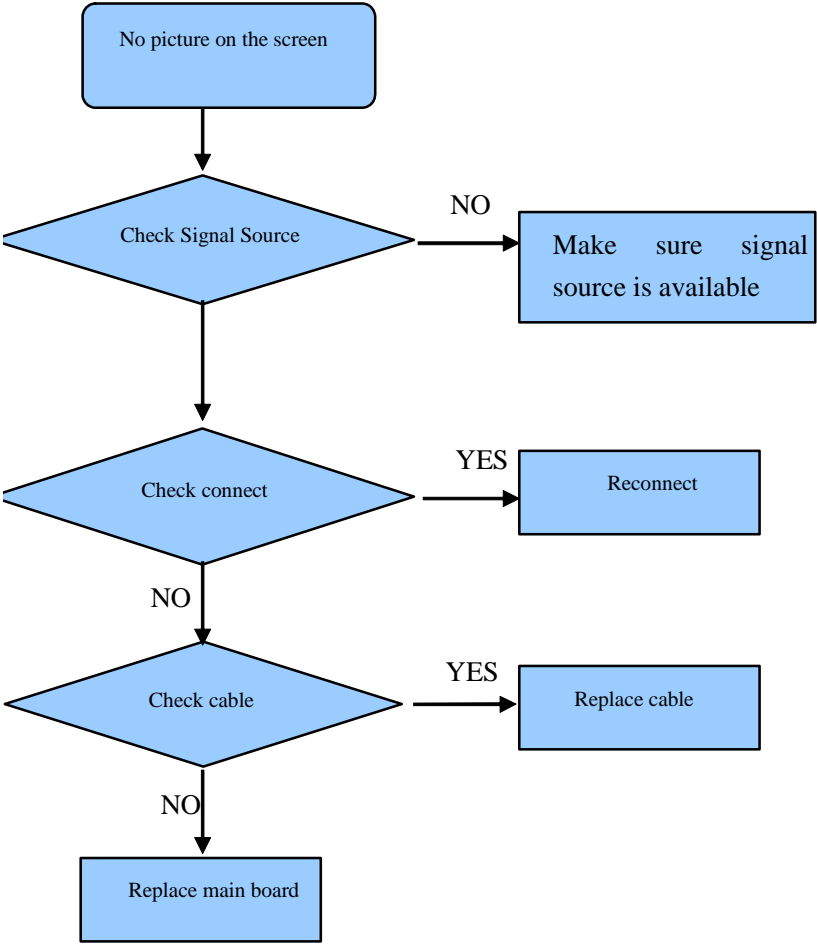 No picture on the screen
Check Signal Source
NO
Make sure signal
source is available
Check connect
YES
Reconnect
NO
Check cable
YES
Replace cable
NO
Replace main board